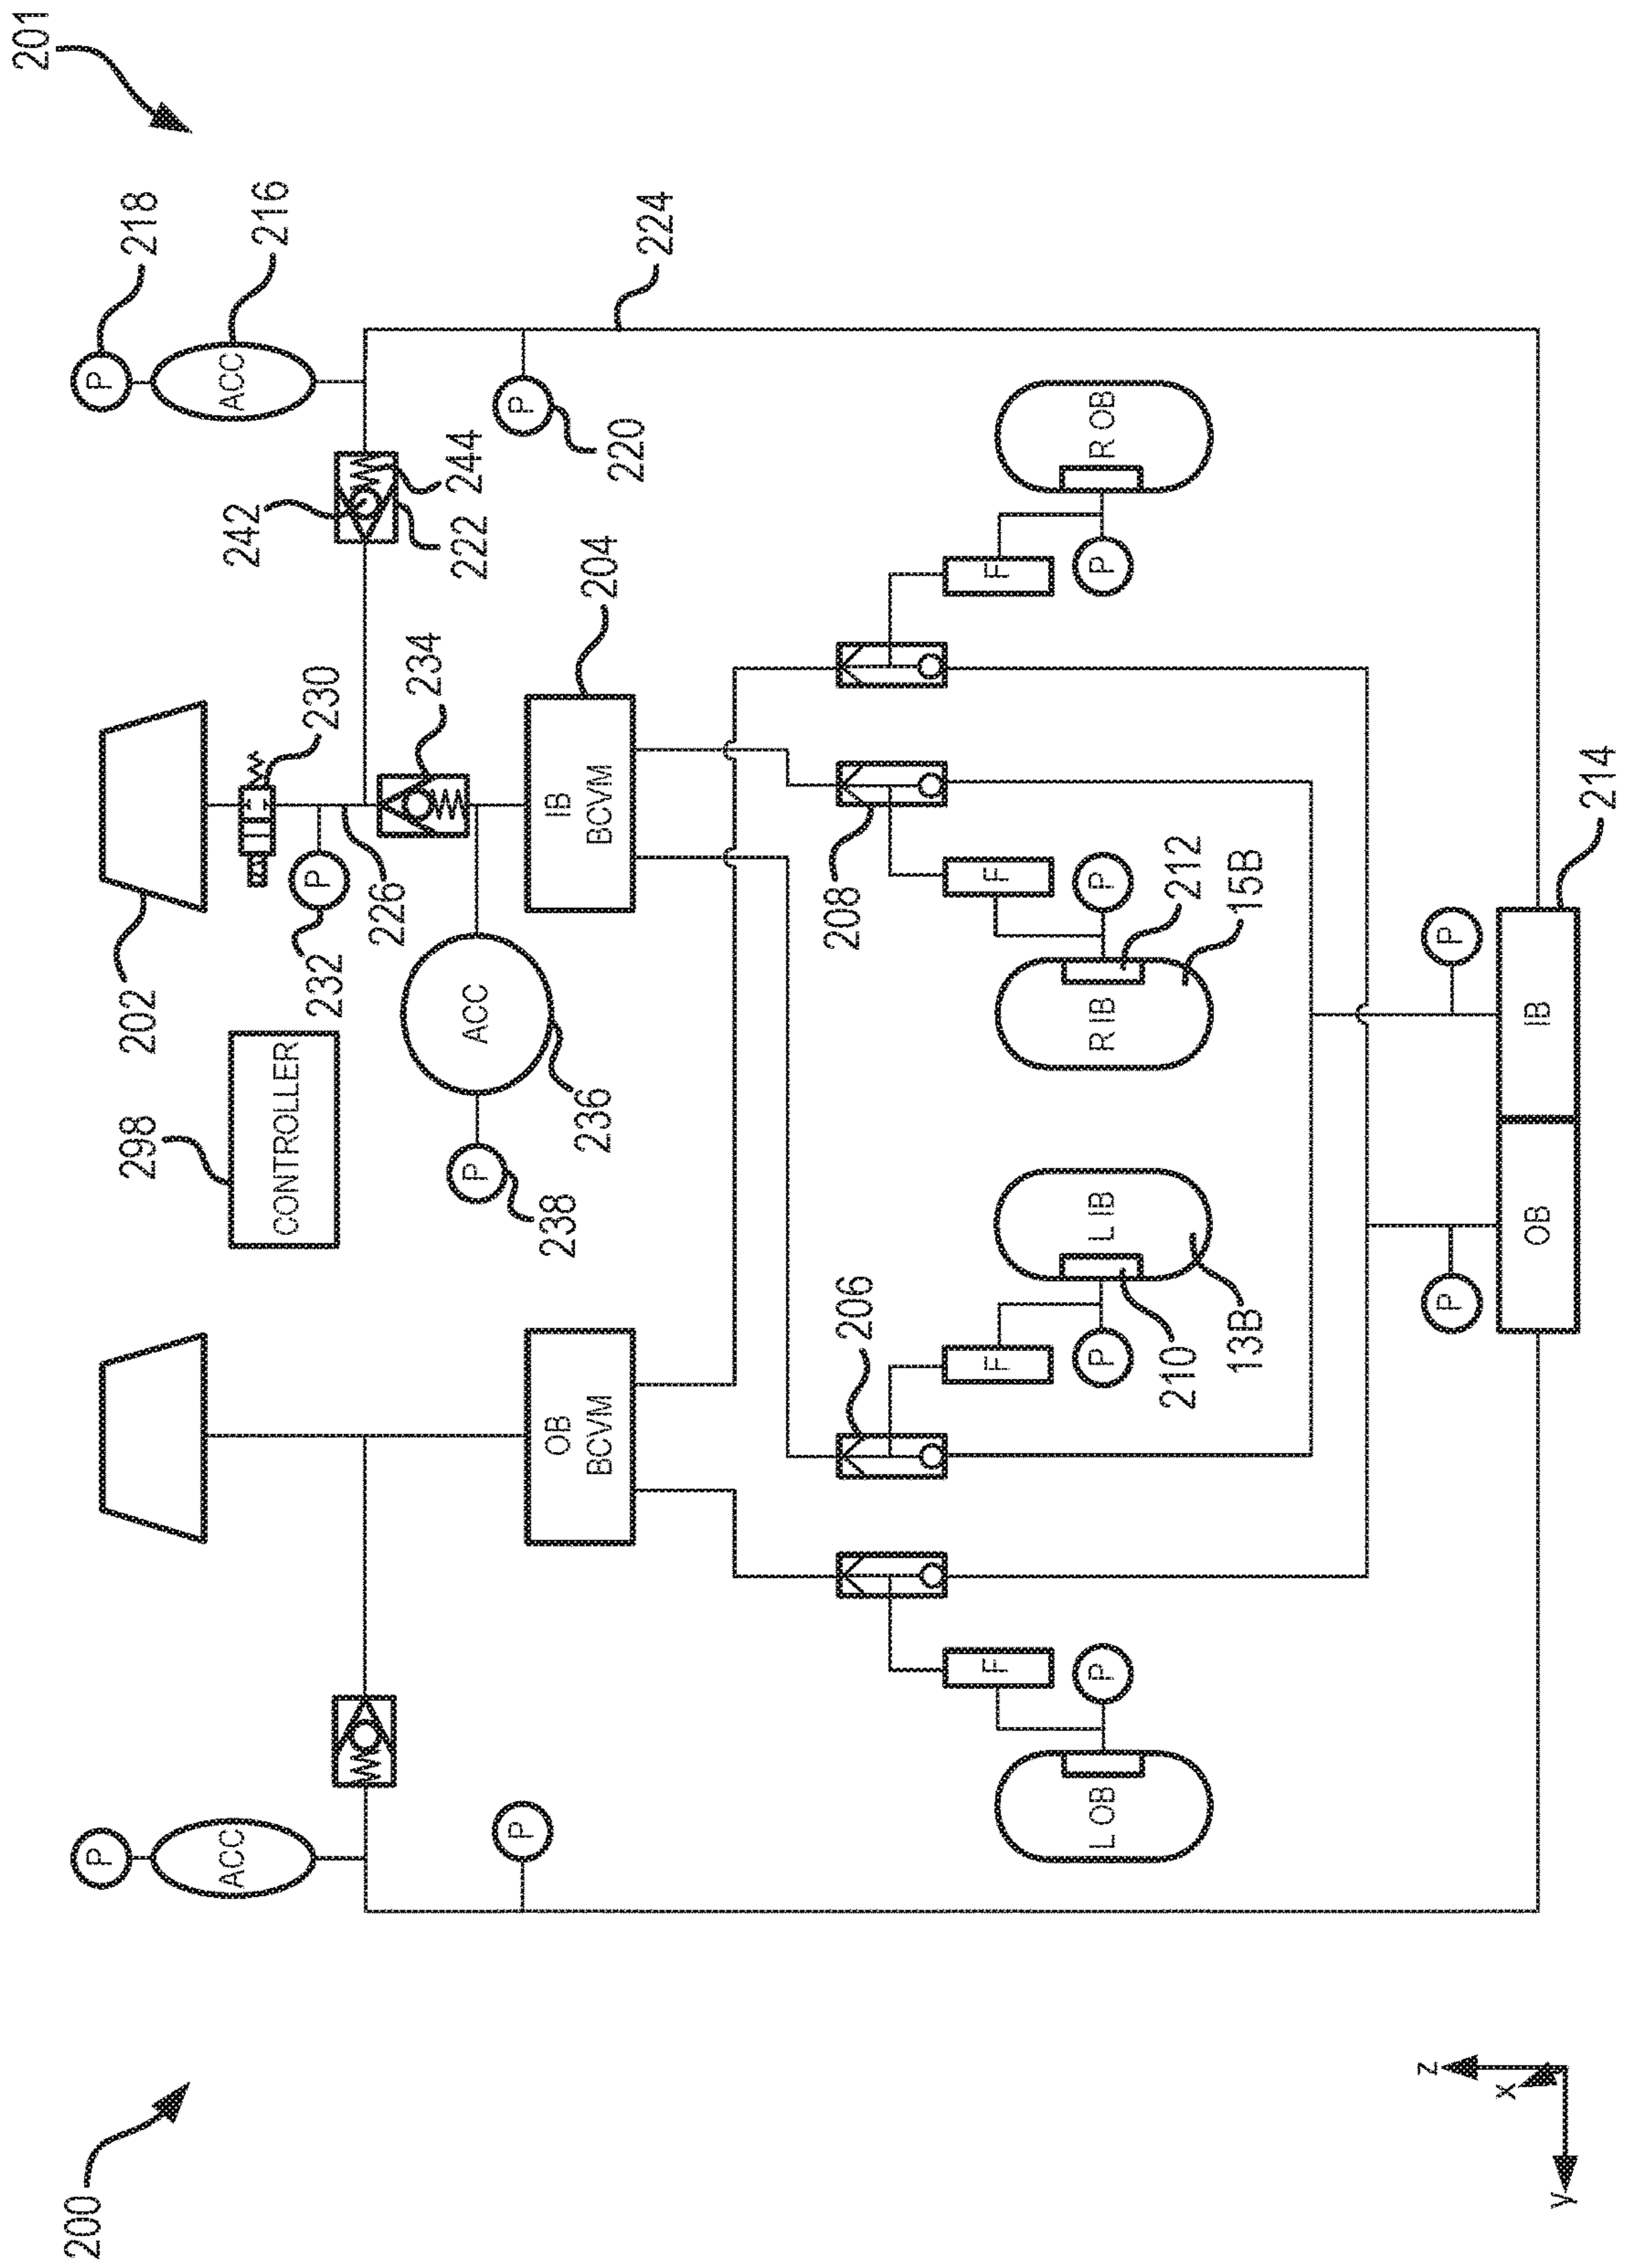 201
200
P
P
298
202
218
ACC
242
ACC
216
CONTROLLER
232
P
230
226
234
P
ACC
222
244
P
P
238
OB
BCVM
236
IB
BCVM
204
220
224
206
208
F
F
F
F
L OB
P
P
L IB
R IB
P
P
R OB
210
212
13B
15B
z
P
P
x
OB
IB
y
214